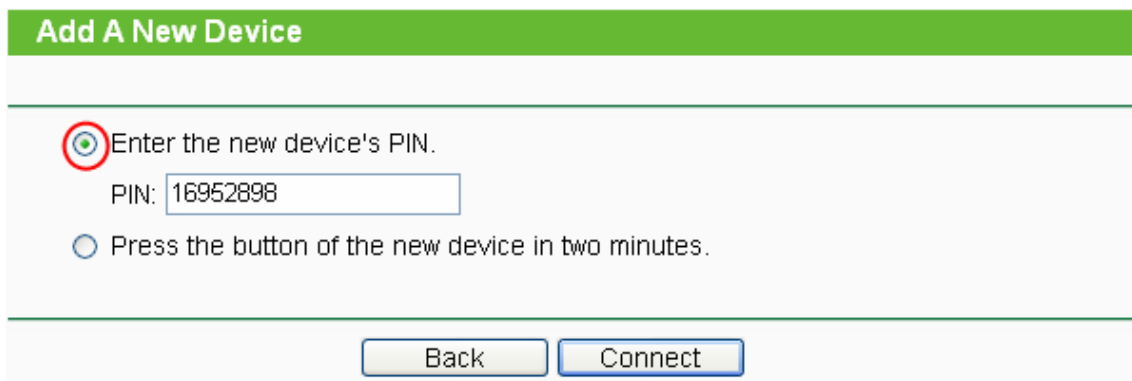 Add A New Device
Enter the new device's PIN.
PIN: 16952898
Press the button of the new device in two minutes.
Back Connect